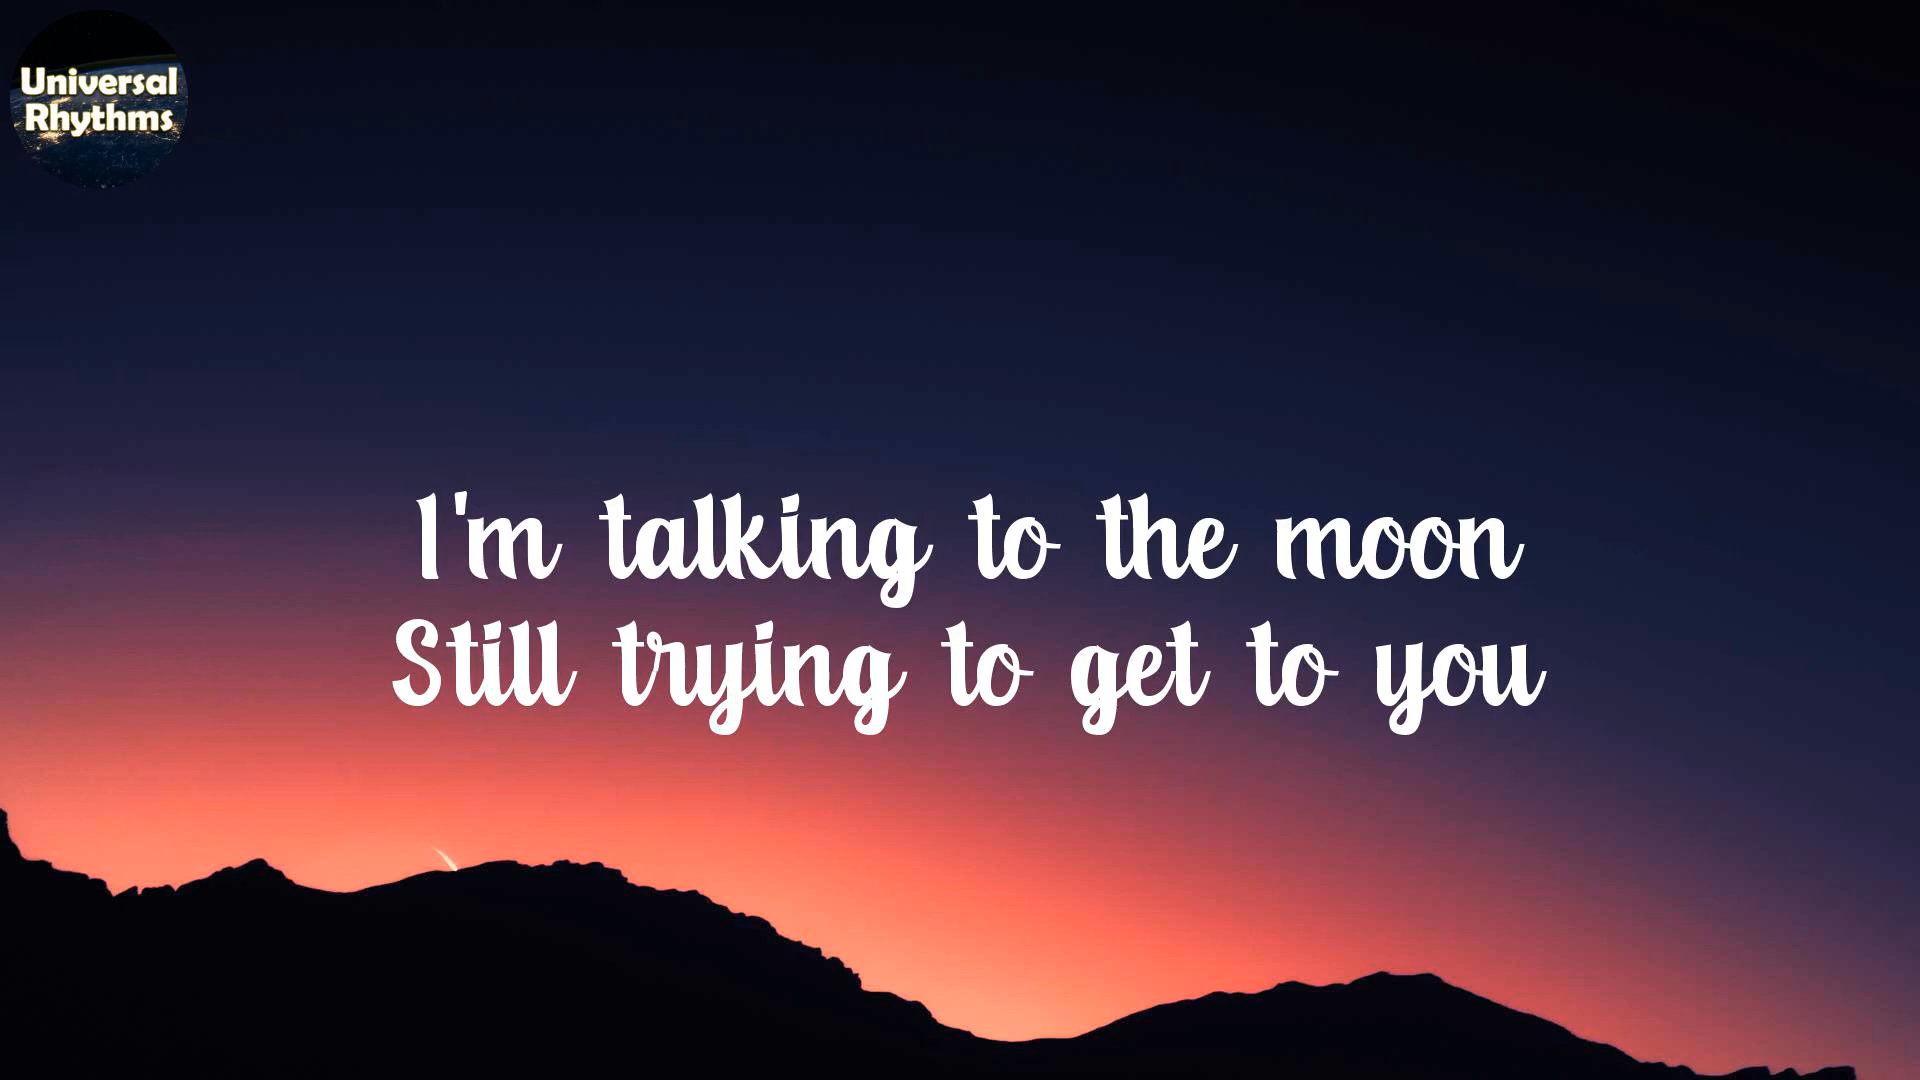 Universal
Rhythms
I'm talking to the moon
Still trying to get to you